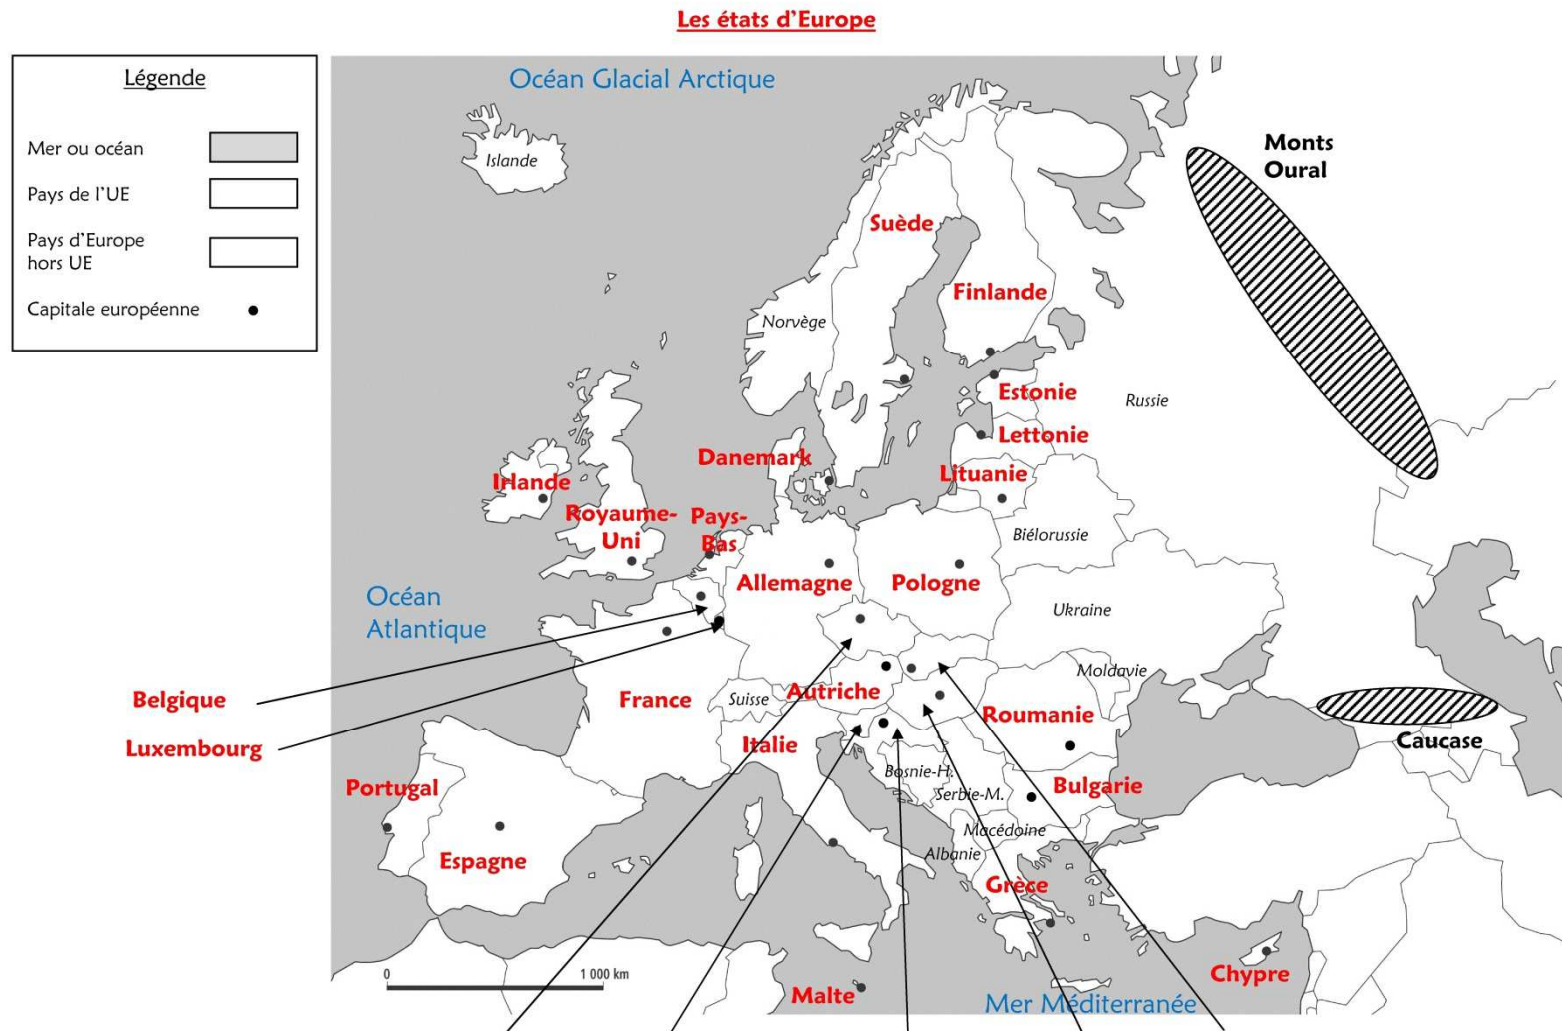 Les états d'Europe
Légende
Mer ou océan
Pays de l'UE
Pays d'Europe
hors UE
Capitale européenne
Océan Glacial Arctique
Monts
Oural
Islande
Suède
Finlande
Norvège
Estonie
Russie
Lettonie
Danemark
Lituanie
Irlande
Royaume-
Uni
Pays-
Bas
Biélorussie
Allemagne
Pologne
Océan
Atlantique
Ukraine
Moldavie
Belgique
France
Suisse
Autriche
Roumanie
Luxembourg
Italie
Caucase
Bosnie-H.
Portugal
Serbie-M.
Bulgarie
Macédoine
Albanie
Espagne
Grèce
0
1 000 km
Chypre
Malte
Mer Méditerranée